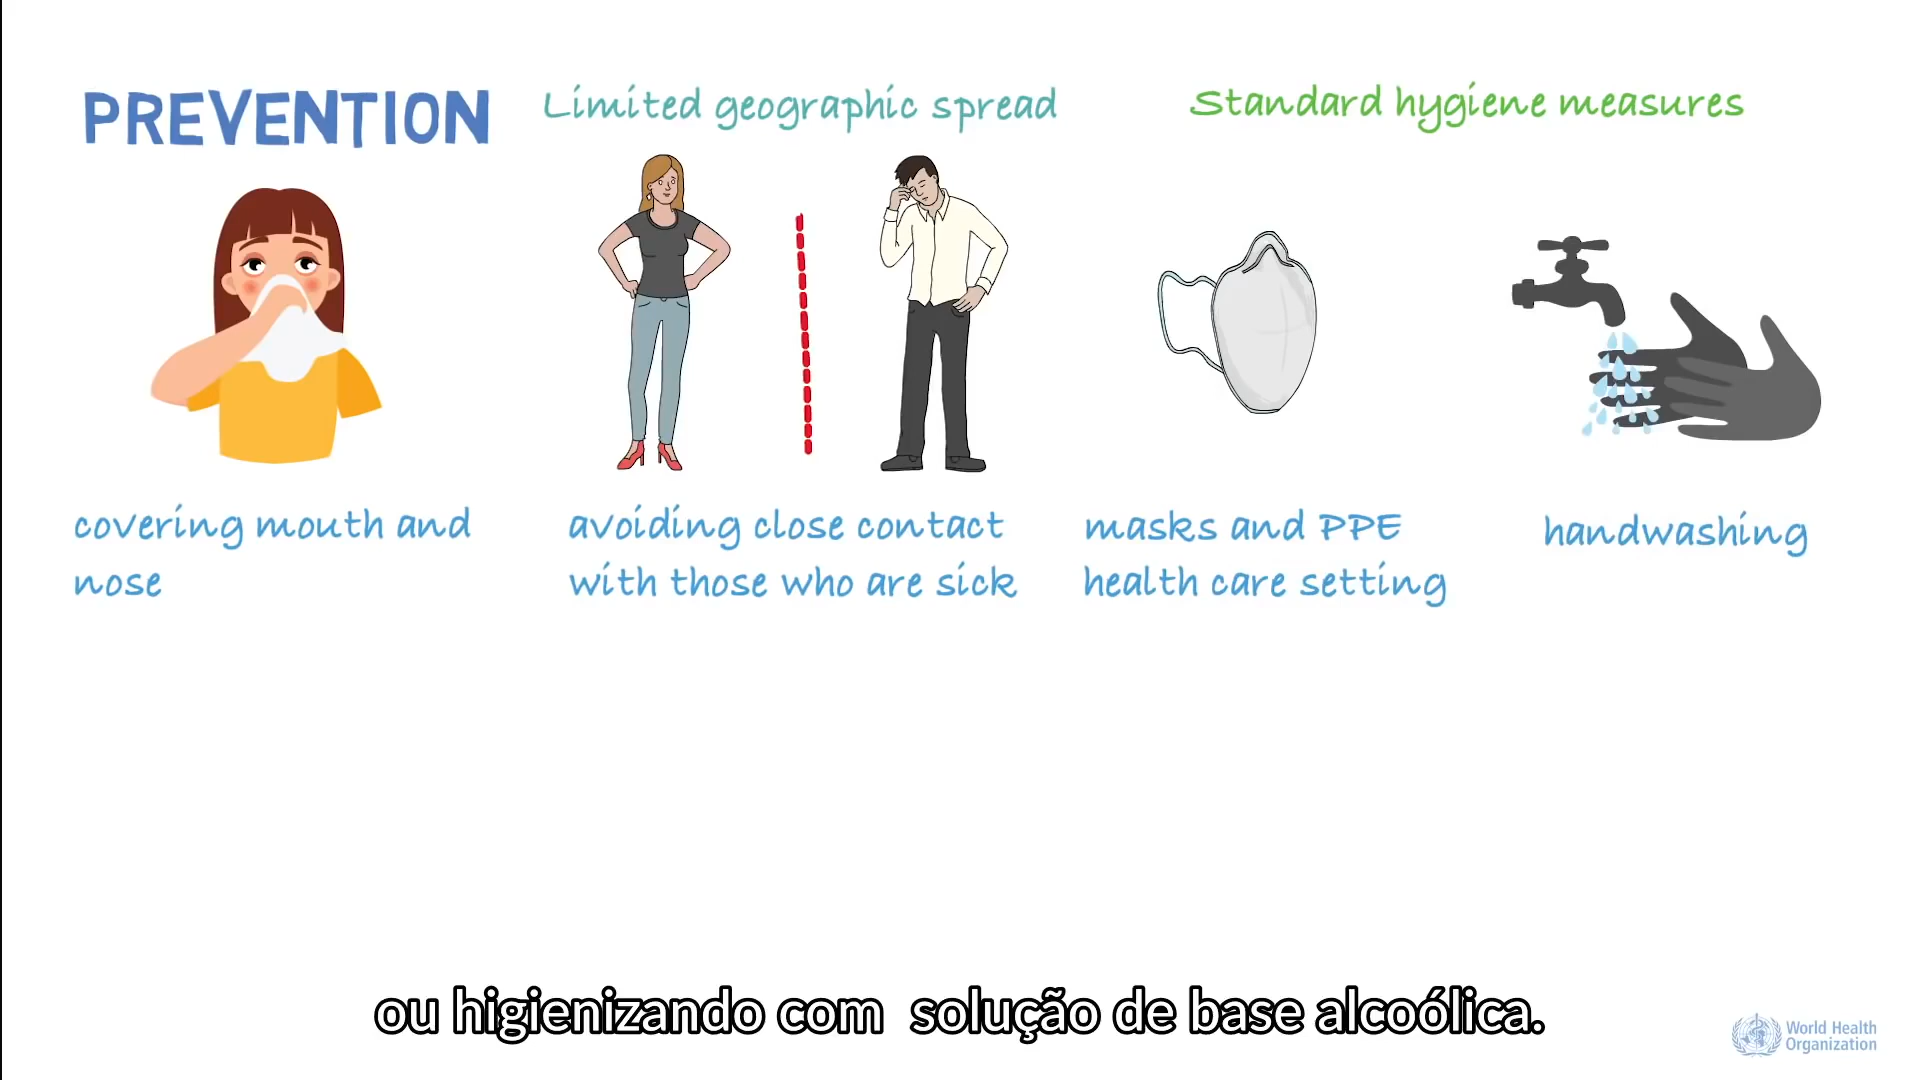 PREVENTION
Limited geographic spread
Standard hygiene measures
covering mouth and
nose
avoiding close contact
with those who are sick
masks and PPE
health care setting
handwashing
ou higienizando com solução de base alcoólica.
World Health
Organization